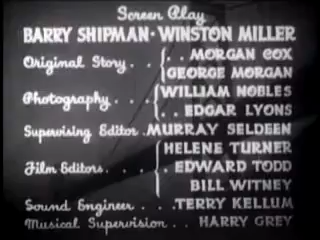 Screen Play
BARRY SHIPMAN · WINSTON MILLER
Original Story . . { . . MORGAN COX
GEORGE MORGAN
Photography . . . { WILLIAM NOBLES
. . EDGAR LYONS
Supervising Editor . MURRAY SELDEEN
HELENE TURNER
Film Editors . . . . { EDWARD TODD
BILL WITNEY
Sound Engineer . . . TERRY KELLUM
Musical Supervision . . HARRY GREY